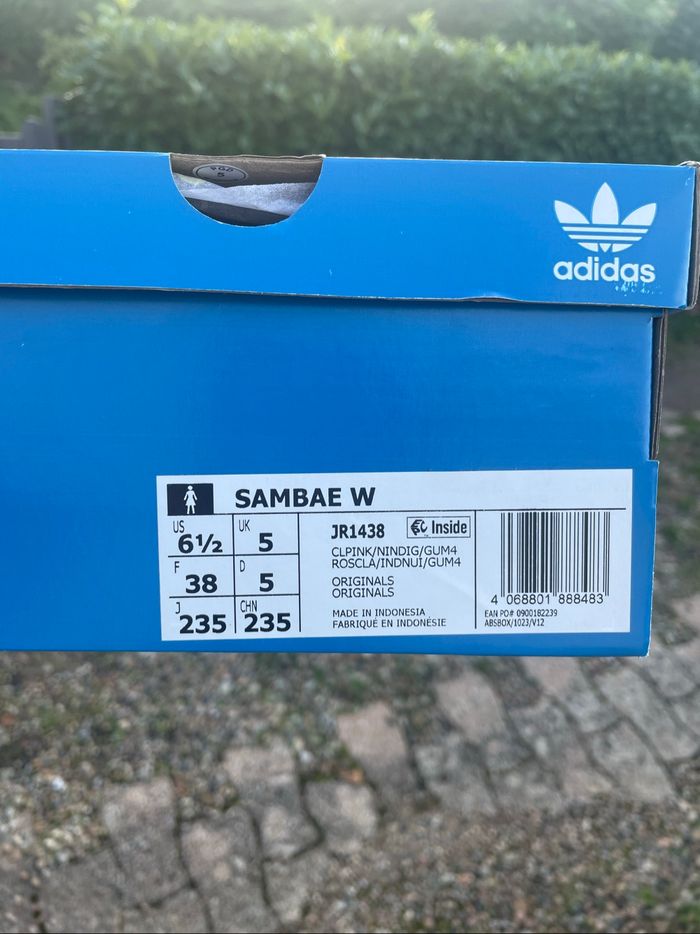 adidas
SAMBAE W
US
6½
UK
5
F
38
D
5
J
235
CHN
235
JR1438
Inside
CLPINK/NINDIG/GUM4
ROSCLA/INDNUI/GUM4
ORIGINALS
ORIGINALS
MADE IN INDONESIA
FABRIQUÉ EN INDONÉSIE
4 068801 888483
EAN PO# 0900182239
ABSBOX/1023/V12